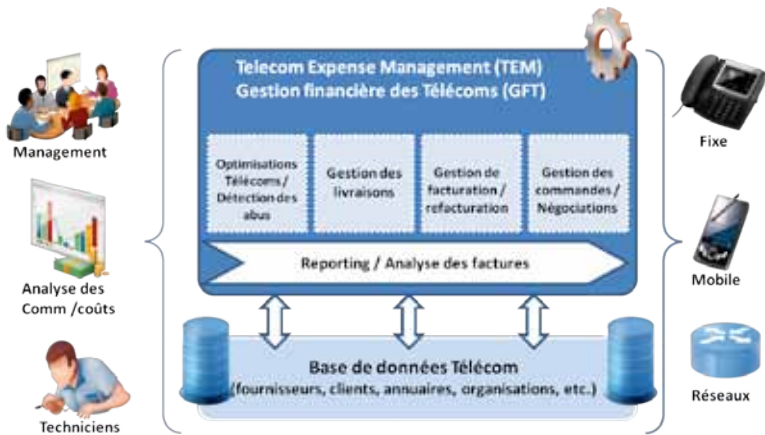 Telecom Expense Management (TEM)
Gestion financière des Télécoms (GFT)
Management
Analyse des
Comm /coûts
Techniciens
Optimisations
Télécoms /
Détection des
abus
Gestion des
livraisons
Gestion de
facturation /
refacturation
Gestion des
commandes /
Négociations
Reporting / Analyse des factures
Base de données Télécom
(fournisseurs, clients, annuaires, organisations, etc.)
Fixe
Mobile
Réseaux